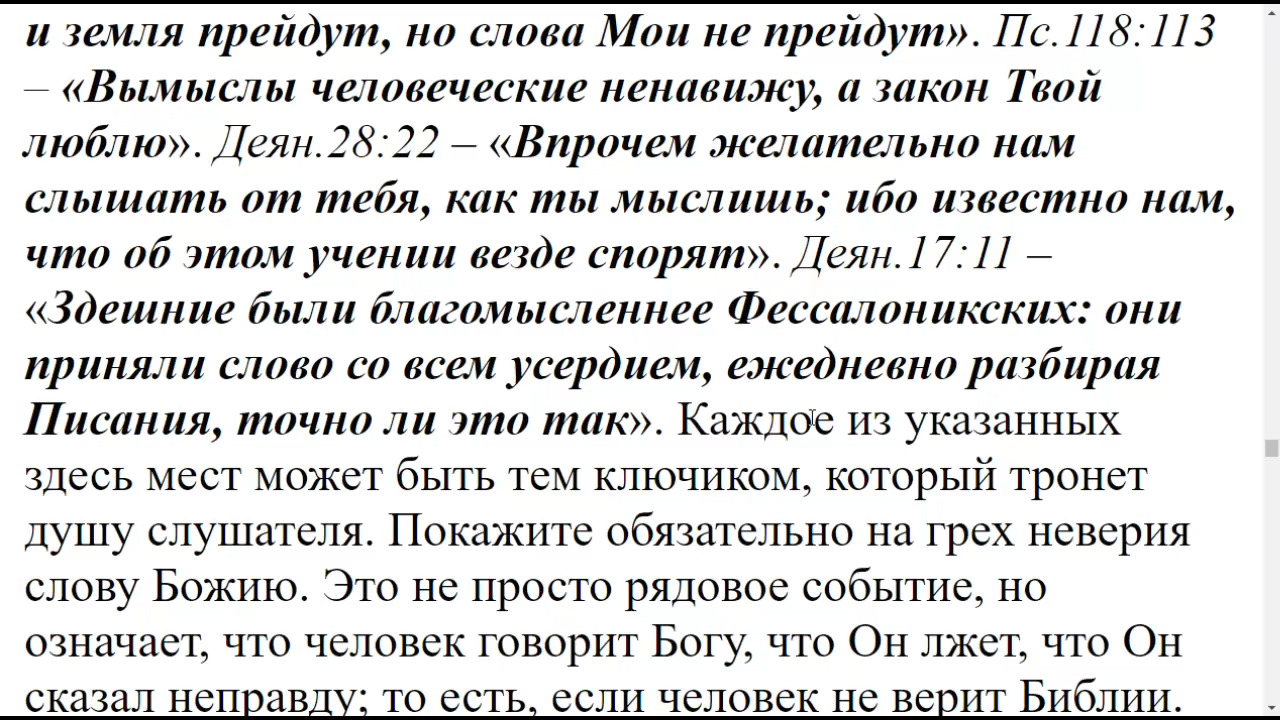 и земля прейдут, но слова Мои не прейдут». Пс.118:113
– «Вымыслы человеческие ненавижу, а закон Твой
люблю». Деян.28:22 – «Впрочем желательно нам
слышать от тебя, как ты мыслишь; ибо известно нам,
что об этом учении везде спорят». Деян.17:11 –
«Здешние были благомысленнее Фессалоникских: они
приняли слово со всем усердием, ежедневно разбирая
Писания, точно ли это так». Каждое из указанных
здесь мест может быть тем ключиком, который тронет
душу слушателя. Покажите обязательно на грех неверия
слову Божию. Это не просто рядовое событие, но
означает, что человек говорит Богу, что Он лжет, что Он
сказал неправду; то есть, если человек не верит Библии.